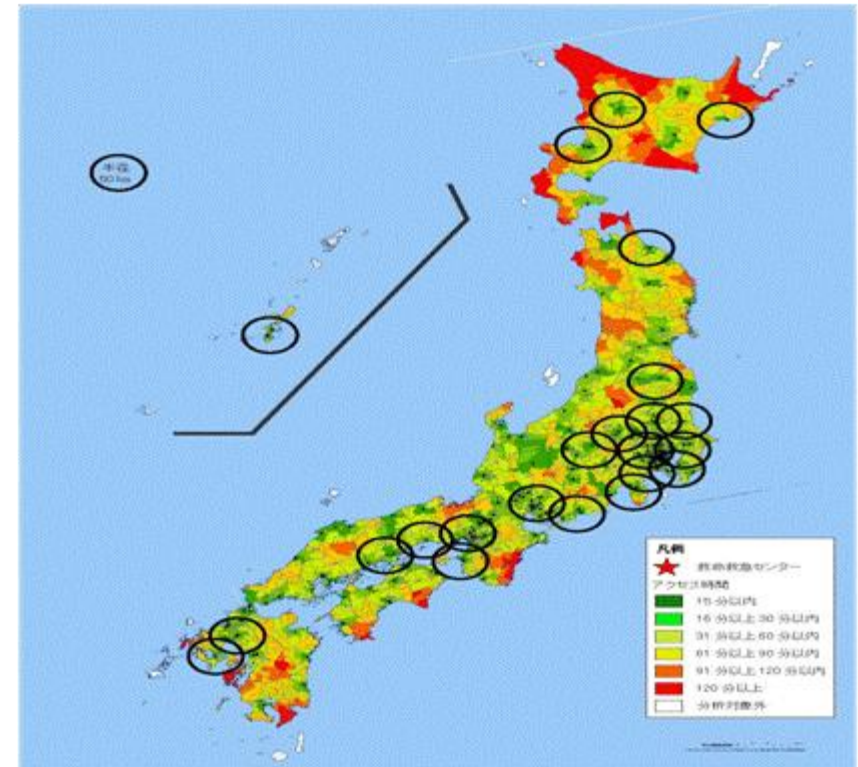 半径
50 km
凡例
救命救急センター
アクセス時間
15 分以内
16 分以上 30 分以内
31 分以上 60 分以内
61 分以上 90 分以内
91 分以上 120 分以内
120 分以上
分析対象外